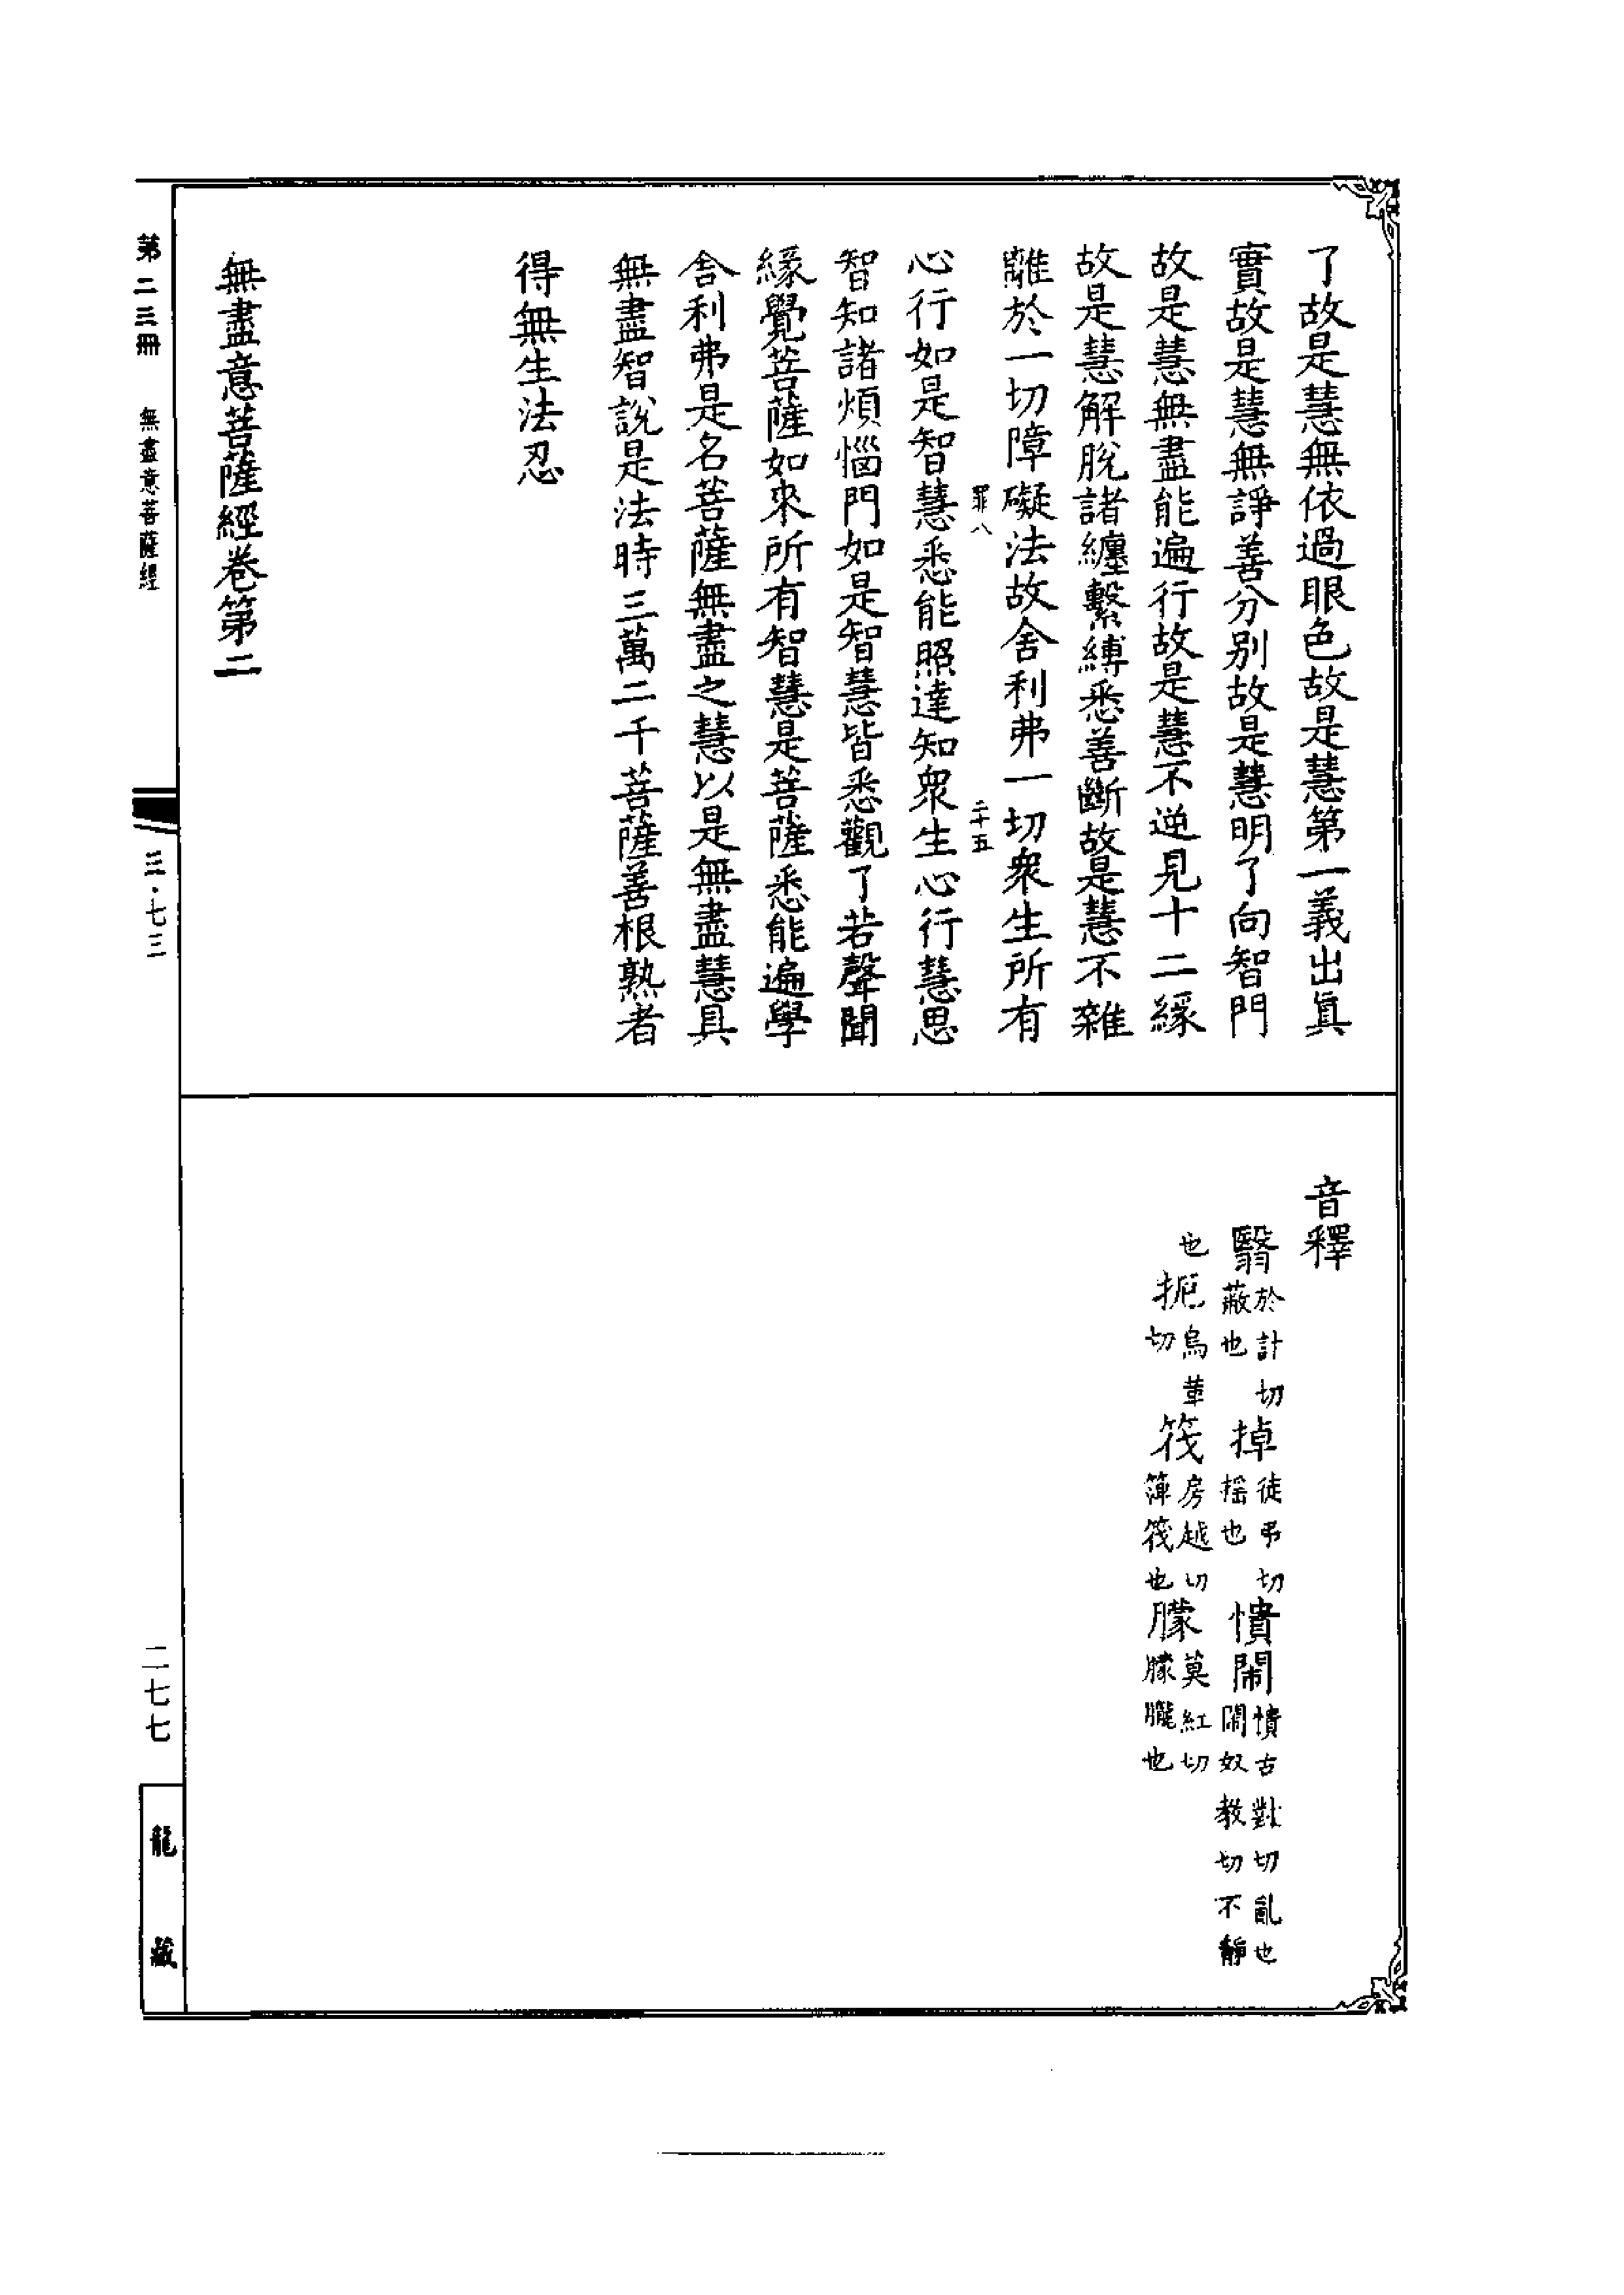 了故是慧無依過眼色故是慧第一義出眞
實故是慧無諍善分別故是慧明了向智門
故是慧無盡能遍行故是慧不逆見十二緣
故是慧解脫諸纏繫縛悉善斷故是慧不雜
離於一切障礙法故舍利弗一切衆生所有
罪八
二十五
心行如是智慧悉能照達知衆生心行慧思
智知諸煩惱門如是智慧皆悉觀了若聲聞
緣覺菩薩如來所有智慧是菩薩悉能遍學
舍利弗是名菩薩無盡之慧以是無盡慧具
無盡智說是法時三萬二千菩薩善根熟者
得無生法忍
無盡意菩薩經卷第二
音釋
翳於計切蔽也 掉徒弔切搖也 憒閙憒古對切亂也閙奴教切不靜
也 扼烏革切 筏房越切箄筏也 朦莫紅切朦朧也
第二三冊 無盡意菩薩經
三·七三
二七七
龍藏